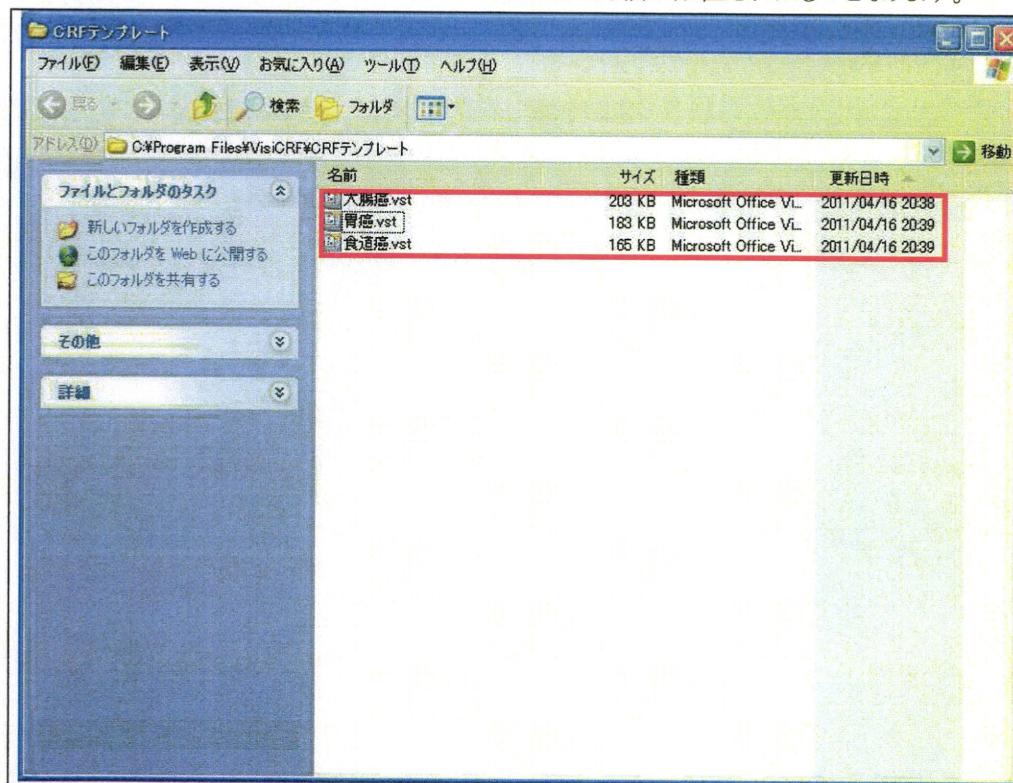 CRFテンプレート
ファイル(F) 編集(E) 表示(V) お気に入り(A) ツール(T) ヘルプ(H)
戻る 検索 フォルダ
アドレス(D) C:¥Program Files¥VisiCRF¥CRFテンプレート 移動
ファイルとフォルダのタスク
新しいフォルダを作成する
このフォルダを Web に公開する
このフォルダを共有する
その他
詳細
名前 サイズ 種類 更新日時
大腸癌.vst 203 KB Microsoft Office Vi... 2011/04/16 20:38
胃癌.vst 183 KB Microsoft Office Vi... 2011/04/16 20:39
食道癌.vst 165 KB Microsoft Office Vi... 2011/04/16 20:39